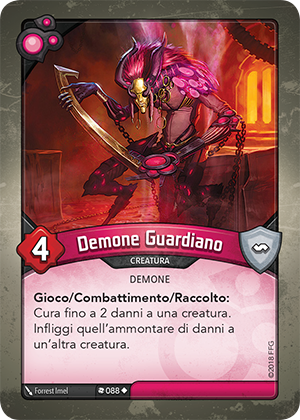 4
Demone Guardiano
CREATURA
DEMONE
Gioco/Combattimento/Raccolto:
Cura fino a 2 danni a una creatura.
Infliggi quell'ammontare di danni a
un'altra creatura.
©2018 FFG
Forrest Imel
088